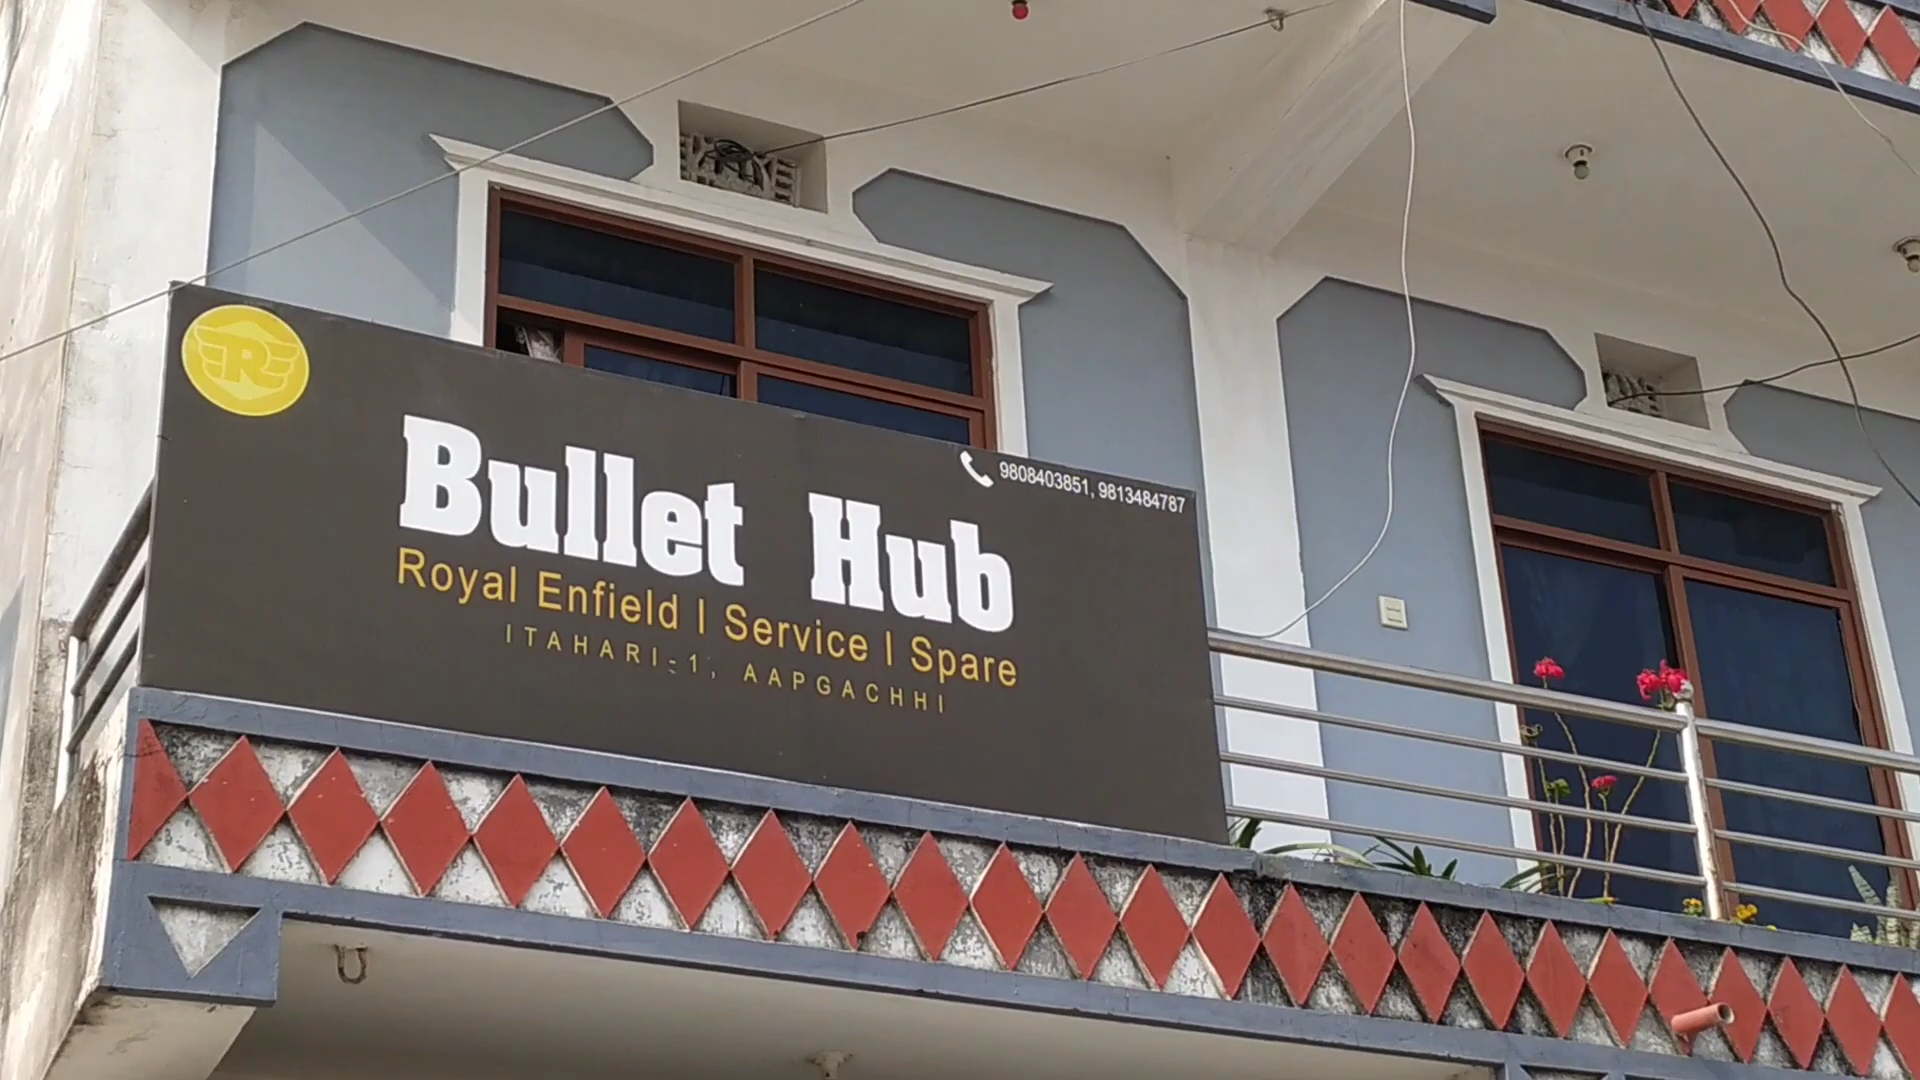 R
9808403851, 9813484787
Bullet Hub
Royal Enfield | Service | Spare
ITAHARI-1, AAPGACHHI